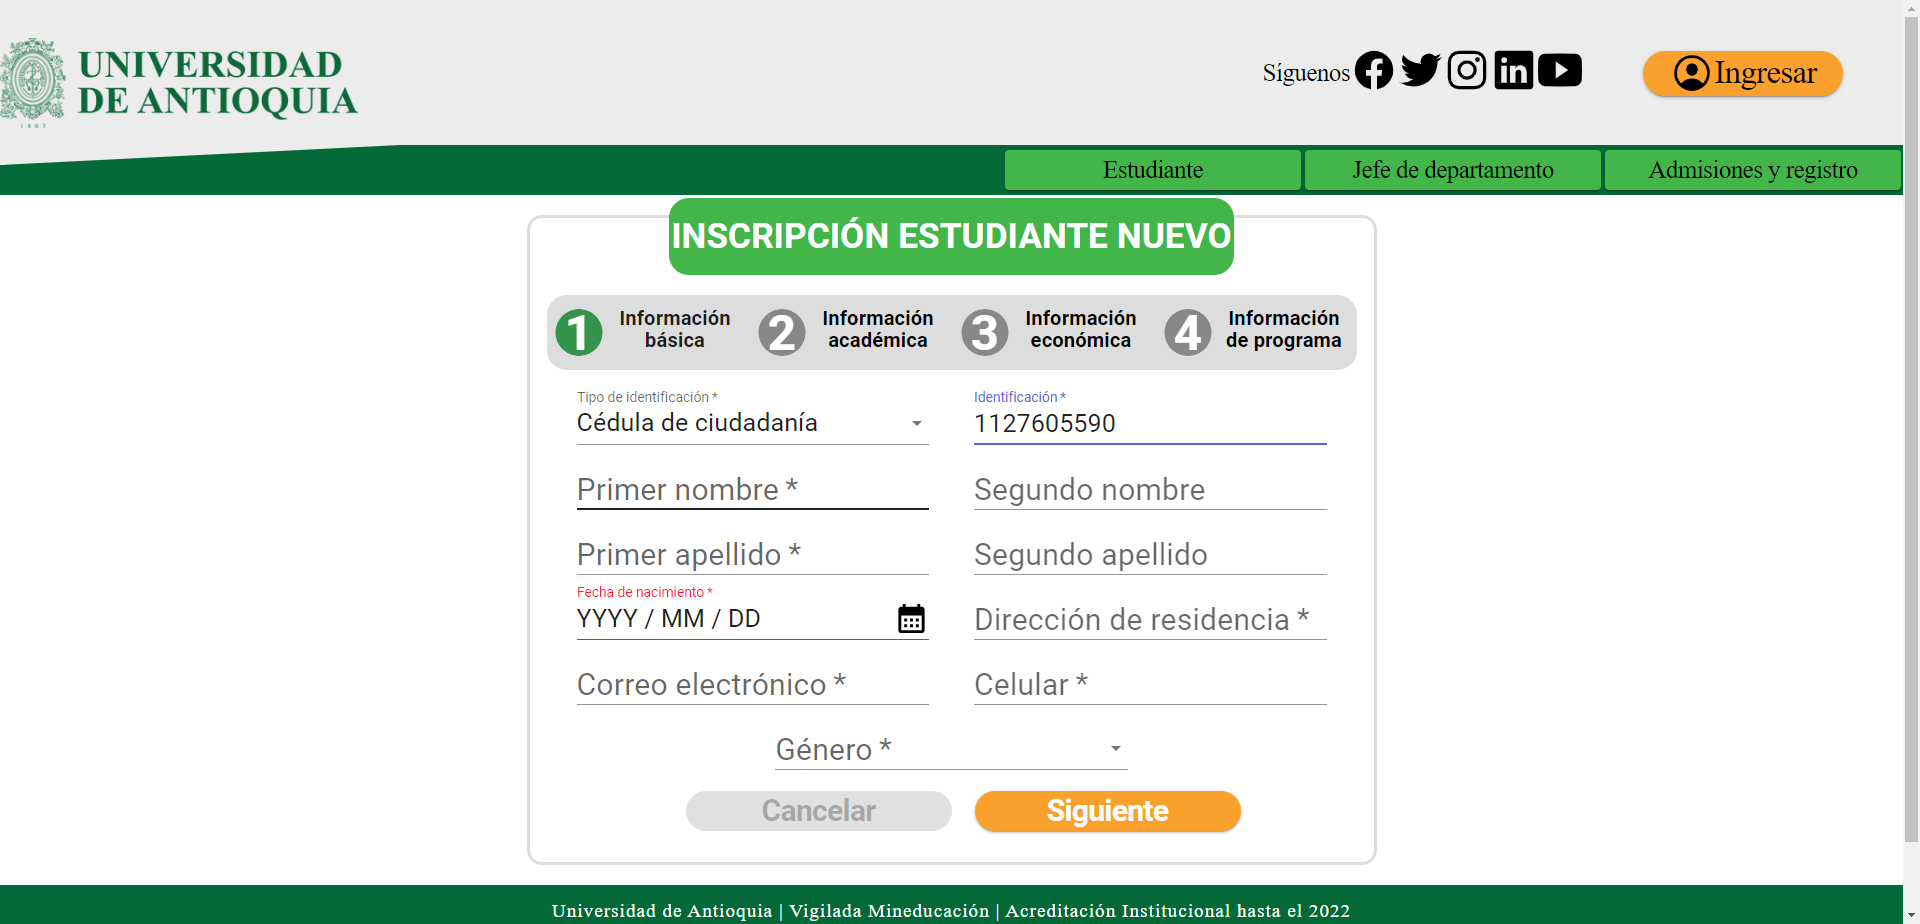 UNIVERSIDAD
DE ANTIOQUIA
1803
Síguenos
Ingresar
Estudiante
Jefe de departamento
Admisiones y registro
INSCRIPCIÓN ESTUDIANTE NUEVO
1 Información básica
2 Información académica
3 Información económica
4 Información de programa
Tipo de identificación *
Cédula de ciudadanía
Identificación *
1127605590
Primer nombre *
Segundo nombre
Primer apellido *
Segundo apellido
Fecha de nacimiento *
YYYY / MM / DD
Dirección de residencia *
Correo electrónico *
Celular *
Género *
Cancelar
Siguiente
Universidad de Antioquia | Vigilada Mineducación | Acreditación Institucional hasta el 2022